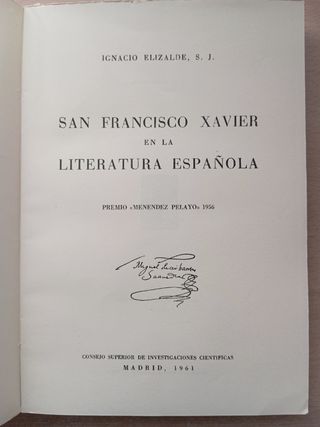 IGNACIO ELIZALDE, S. J.
SAN FRANCISCO XAVIER
EN LA
LITERATURA ESPAÑOLA
PREMIO «MENENDEZ PELAYO» 1956
Miguel
CONSEJO SUPERIOR DE INVESTIGACIONES CIENTIFICAS
MADRID, 1961